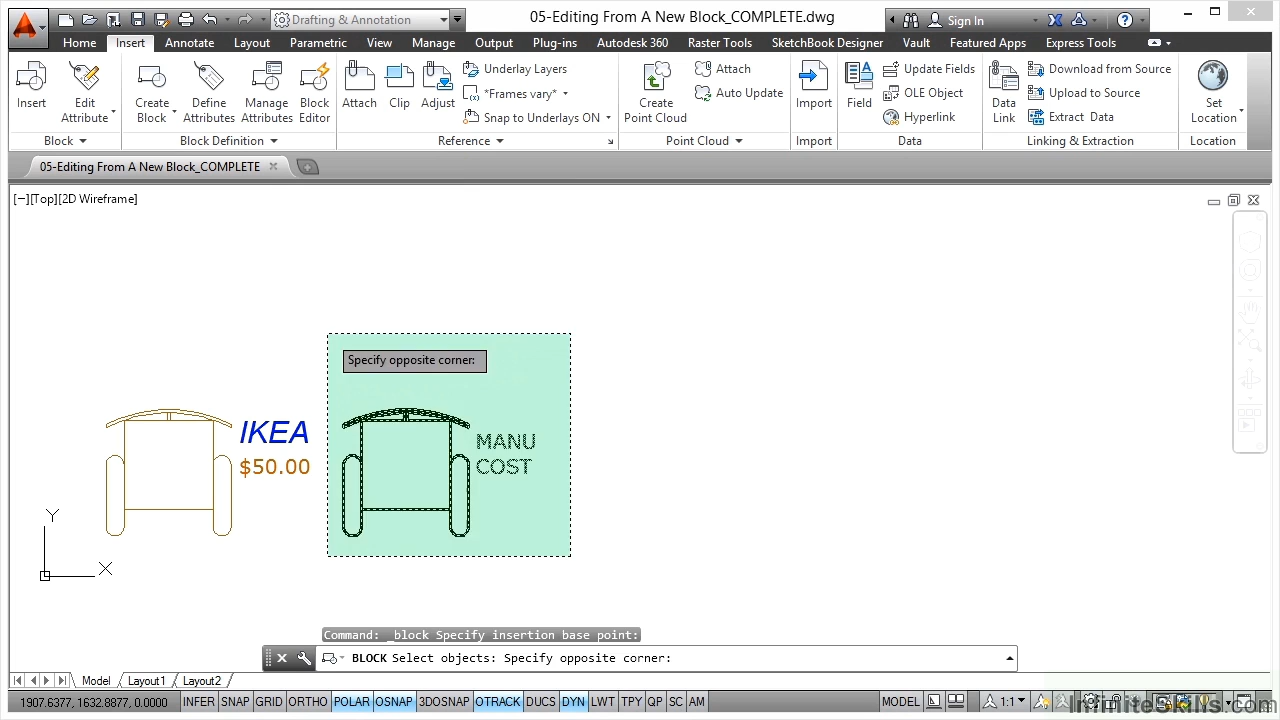 Drafting & Annotation
05-Editing From A New Block_COMPLETE.dwg
Sign In
Home Insert Annotate Layout Parametric View Manage Output Plug-ins Autodesk 360 Raster Tools SketchBook Designer Vault Featured Apps Express Tools
Insert
Edit
Attribute
Create
Block
Define
Attributes
Manage
Attributes
Block
Editor
Attach
Clip
Adjust
Underlay Layers
*Frames vary*
Snap to Underlays ON
Create
Point Cloud
Attach
Auto Update
Import
Field
Update Fields
OLE Object
Hyperlink
Data
Link
Download from Source
Upload to Source
Extract Data
Set
Location
Block
Block Definition
Reference
Point Cloud
Import
Data
Linking & Extraction
Location
05-Editing From A New Block_COMPLETE
[−][Top][2D Wireframe]
Specify opposite corner:
IKEA
$50.00
MANU
COST
Y
X
Command: _block Specify insertion base point:
BLOCK Select objects: Specify opposite corner:
Model Layout1 Layout2
1907.6377, 1632.8877, 0.0000 INFER SNAP GRID ORTHO POLAR OSNAP 3DOSNAP OTRACK DUCS DYN LWT TPY QP SC AM MODEL 1:1
InfiniteSkills.com